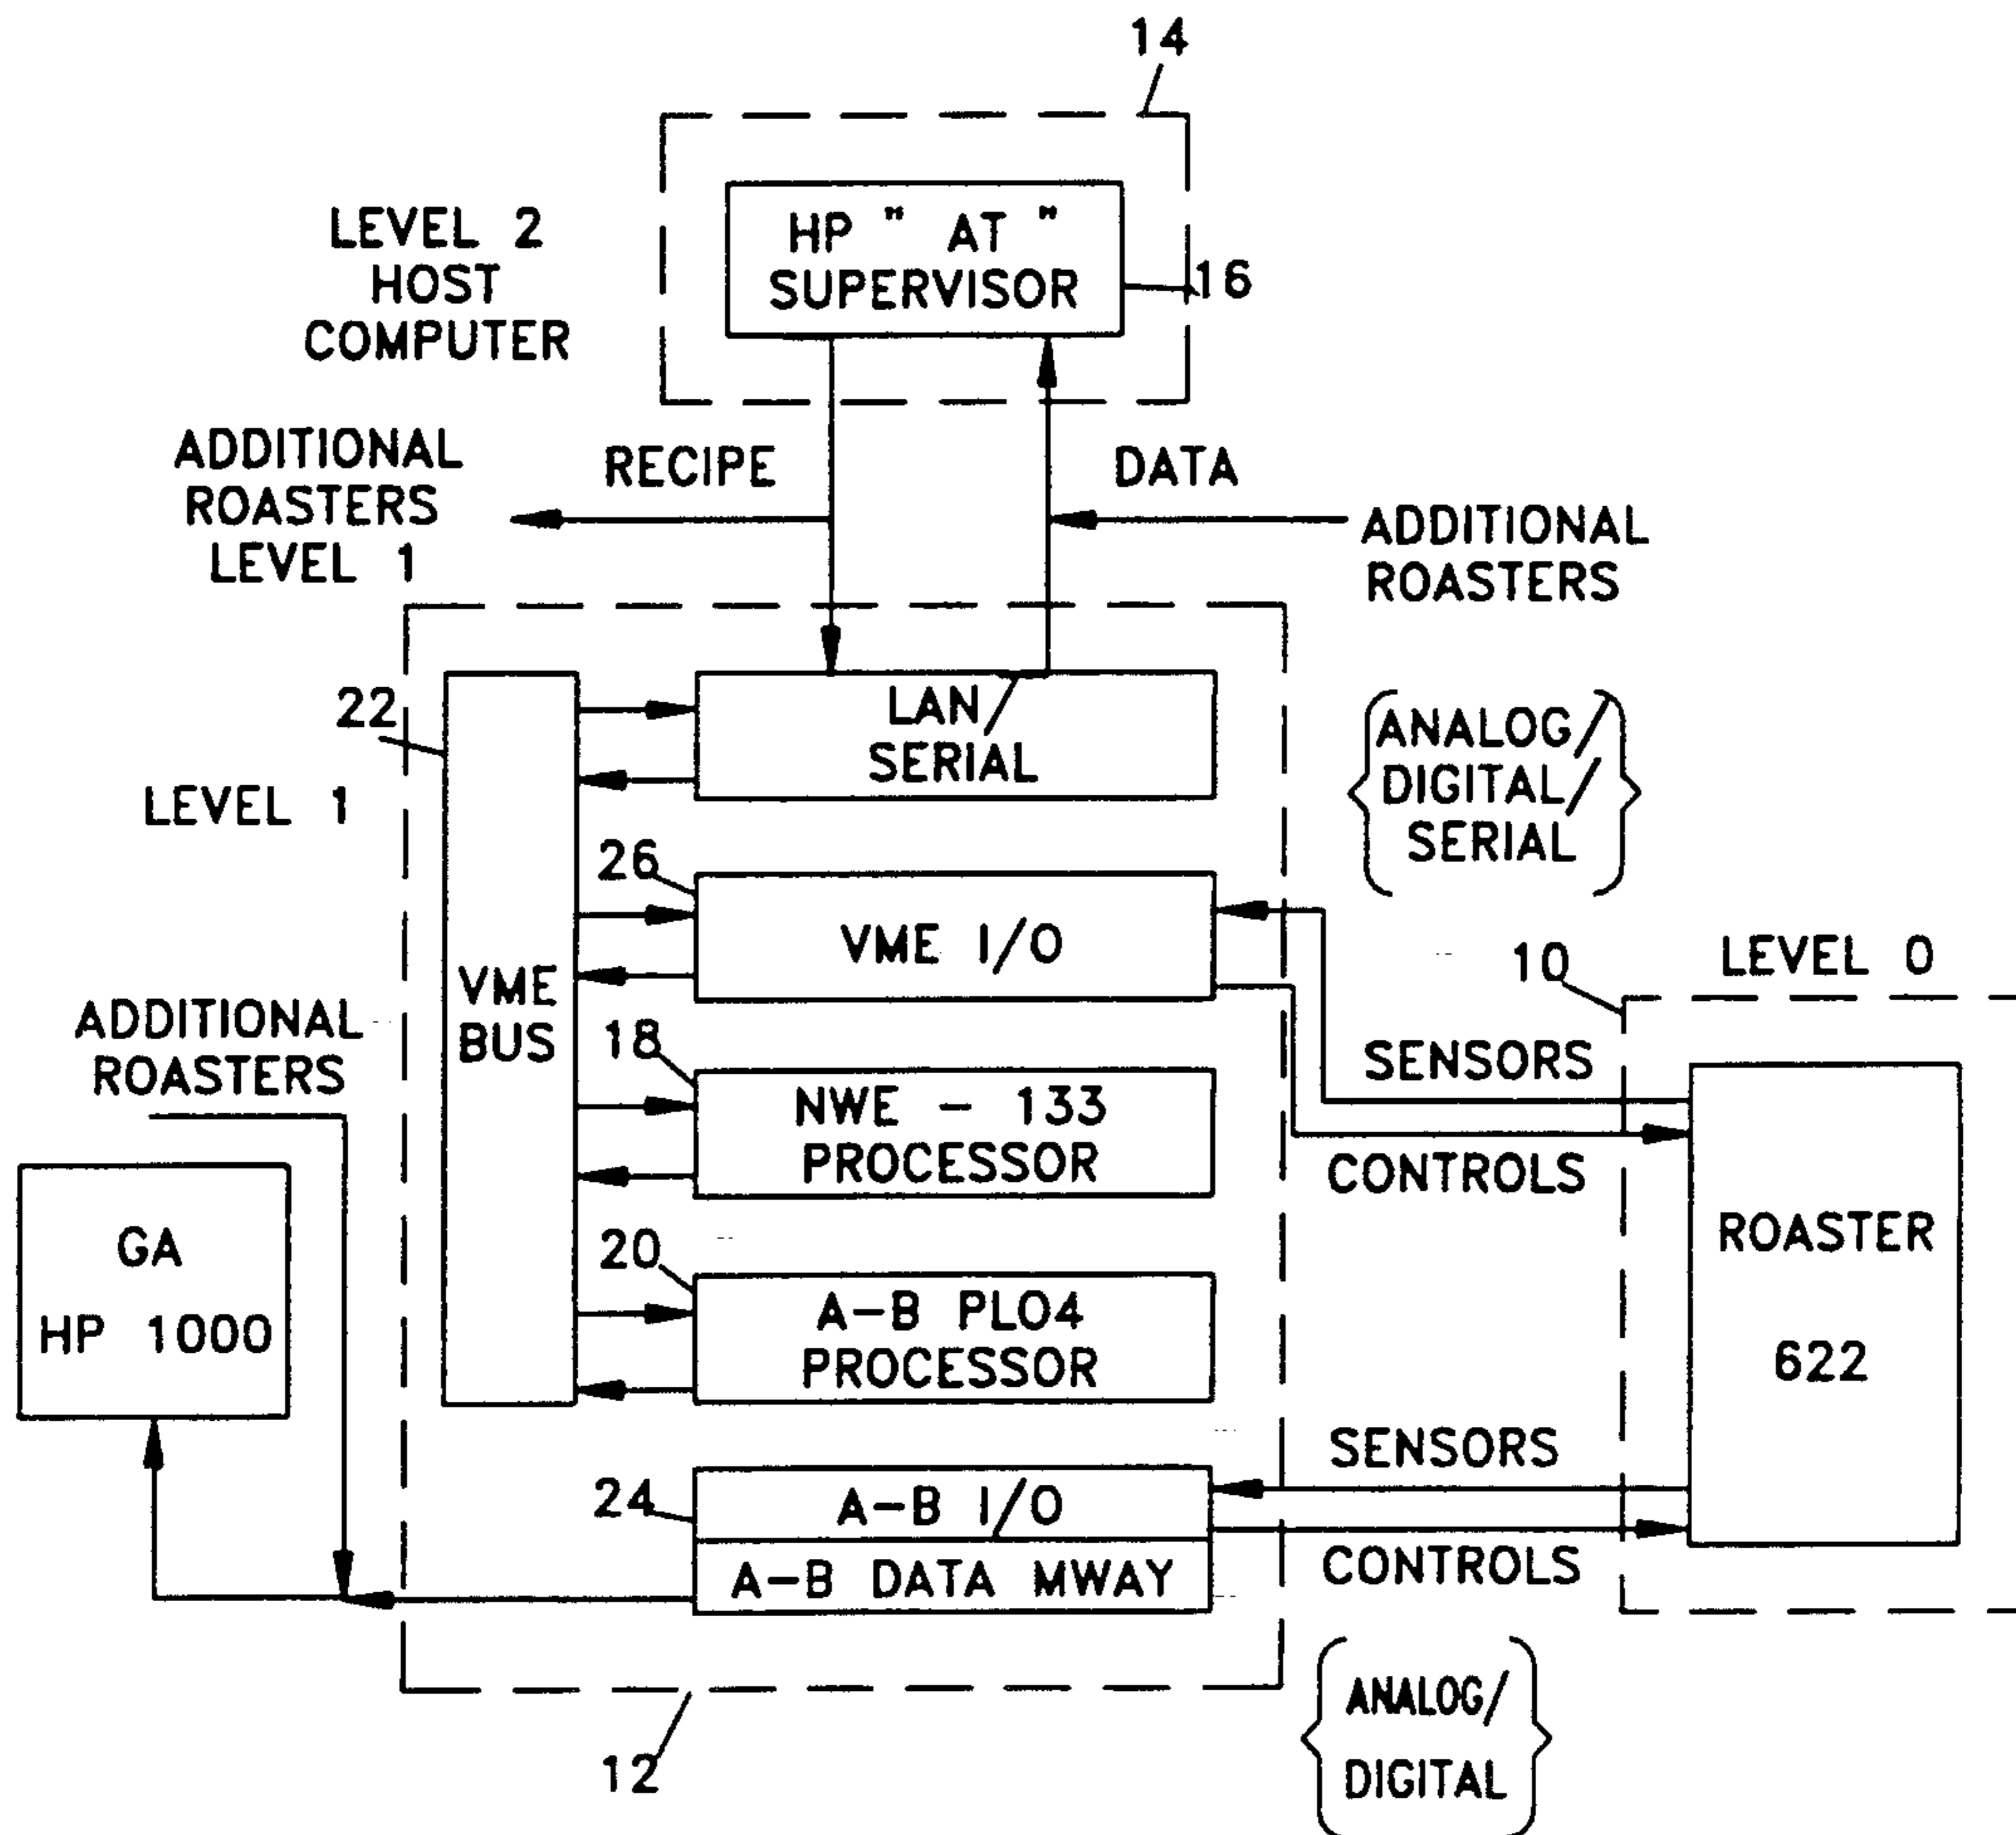 14
LEVEL 2
HOST
COMPUTER
HP " AT "
SUPERVISOR
16
ADDITIONAL
ROASTERS
LEVEL 1
RECIPE
DATA
ADDITIONAL
ROASTERS
22
LAN/
SERIAL
ANALOG/
DIGITAL/
SERIAL
LEVEL 1
26
VME I/O
VME
BUS
10
LEVEL 0
ADDITIONAL
ROASTERS
18
NWE - 133
PROCESSOR
SENSORS
CONTROLS
ROASTER
622
GA
HP 1000
20
A-B PLO4
PROCESSOR
SENSORS
24
A-B I/O
A-B DATA MWAY
CONTROLS
12
ANALOG/
DIGITAL